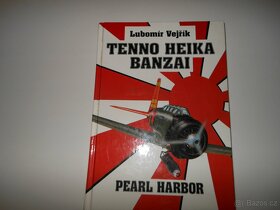 Lubomír Vejřík
TENNO HEIKA
BANZAI
PEARL HARBOR
Bazos.cz